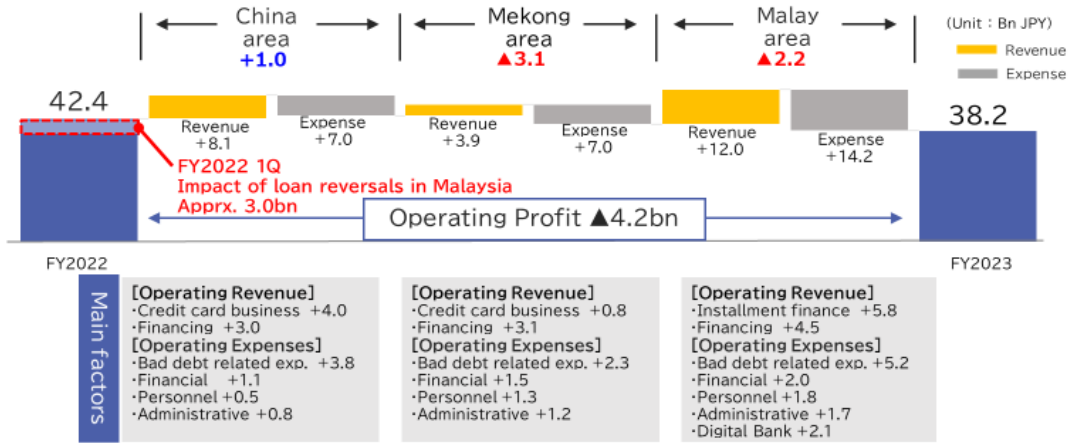 China
area
+1.0
Mekong
area
▲3.1
Malay
area
▲2.2
(Unit：Bn JPY)
Revenue
Expense
42.4
Revenue
+8.1
Expense
+7.0
Revenue
+3.9
Expense
+7.0
Revenue
+12.0
Expense
+14.2
38.2
FY2022 1Q
Impact of loan reversals in Malaysia
Apprx. 3.0bn
Operating Profit ▲4.2bn
FY2022
FY2023
Main factors
[Operating Revenue]
・Credit card business +4.0
・Financing +3.0
[Operating Expenses]
・Bad debt related exp. +3.8
・Financial +1.1
・Personnel +0.5
・Administrative +0.8
[Operating Revenue]
・Credit card business +0.8
・Financing +3.1
[Operating Expenses]
・Bad debt related exp. +2.3
・Financial +1.5
・Personnel +1.3
・Administrative +1.2
[Operating Revenue]
・Installment finance +5.8
・Financing +4.5
[Operating Expenses]
・Bad debt related exp. +5.2
・Financial +2.0
・Personnel +1.8
・Administrative +1.7
・Digital Bank +2.1